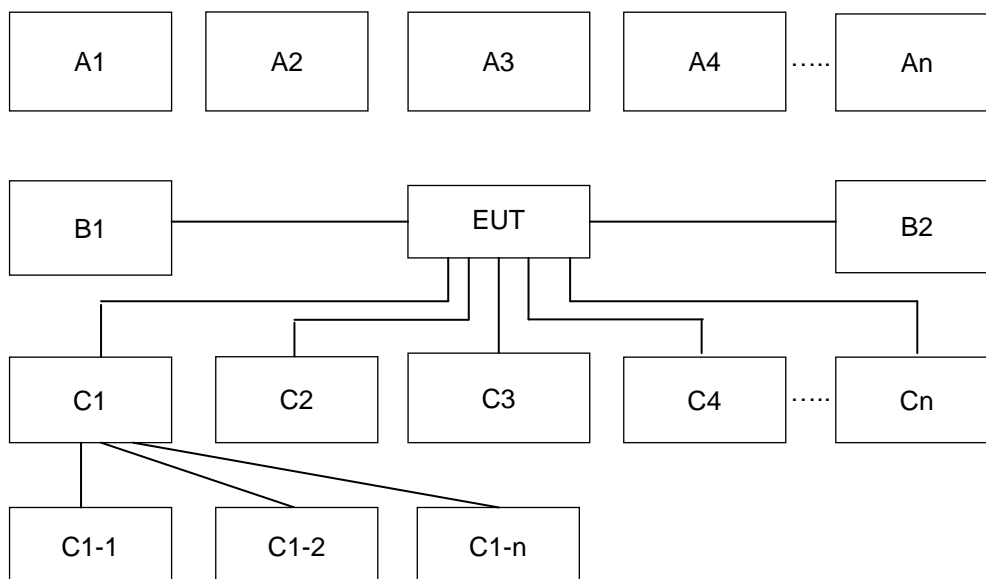 A1 A2 A3 A4 ..... An
B1 EUT B2
C1 C2 C3 C4 ..... Cn
C1-1 C1-2 C1-n